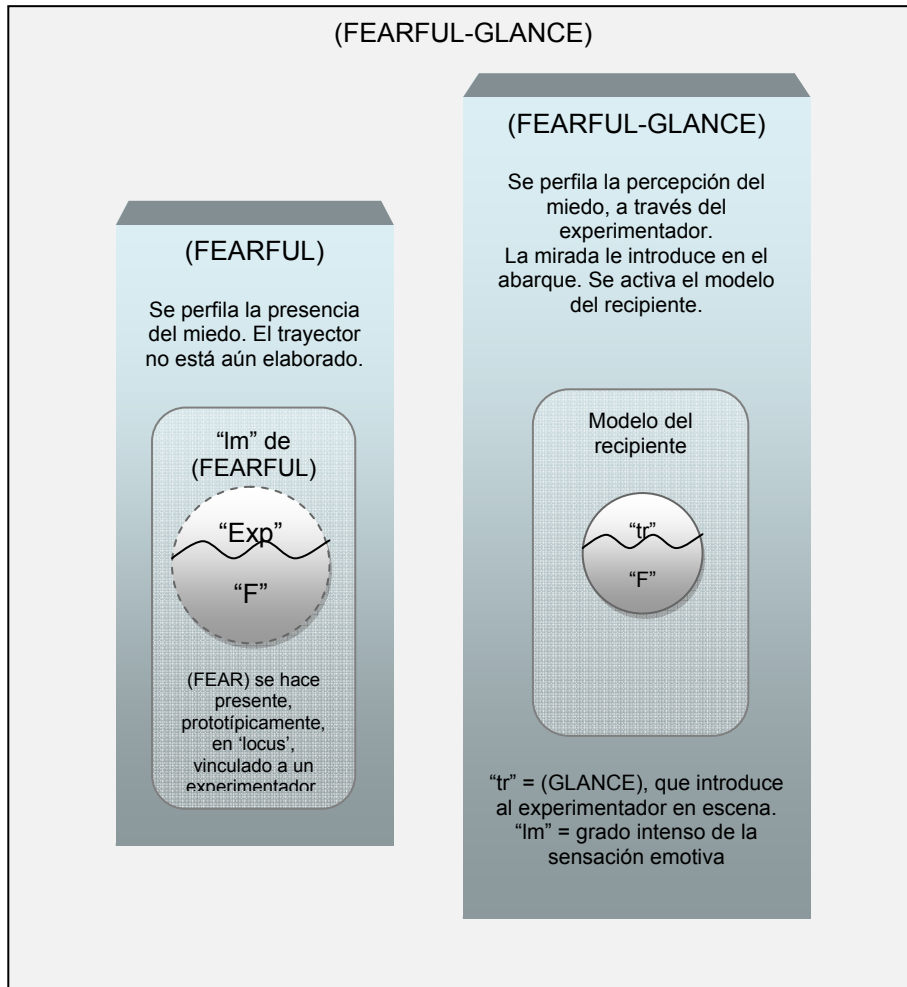 (FEARFUL-GLANCE)
(FEARFUL)
Se perfila la presencia
del miedo. El trayector
no está aún elaborado.
“lm” de
(FEARFUL)
“Exp”
“F”
(FEAR) se hace
presente,
prototípicamente,
en ‘locus’,
vinculado a un
experimentador
(FEARFUL-GLANCE)
Se perfila la percepción del
miedo, a través del
experimentador.
La mirada le introduce en el
abarque. Se activa el modelo
del recipiente.
Modelo del
recipiente
“tr”
“F”
“tr” = (GLANCE), que introduce
al experimentador en escena.
“lm” = grado intenso de la
sensación emotiva